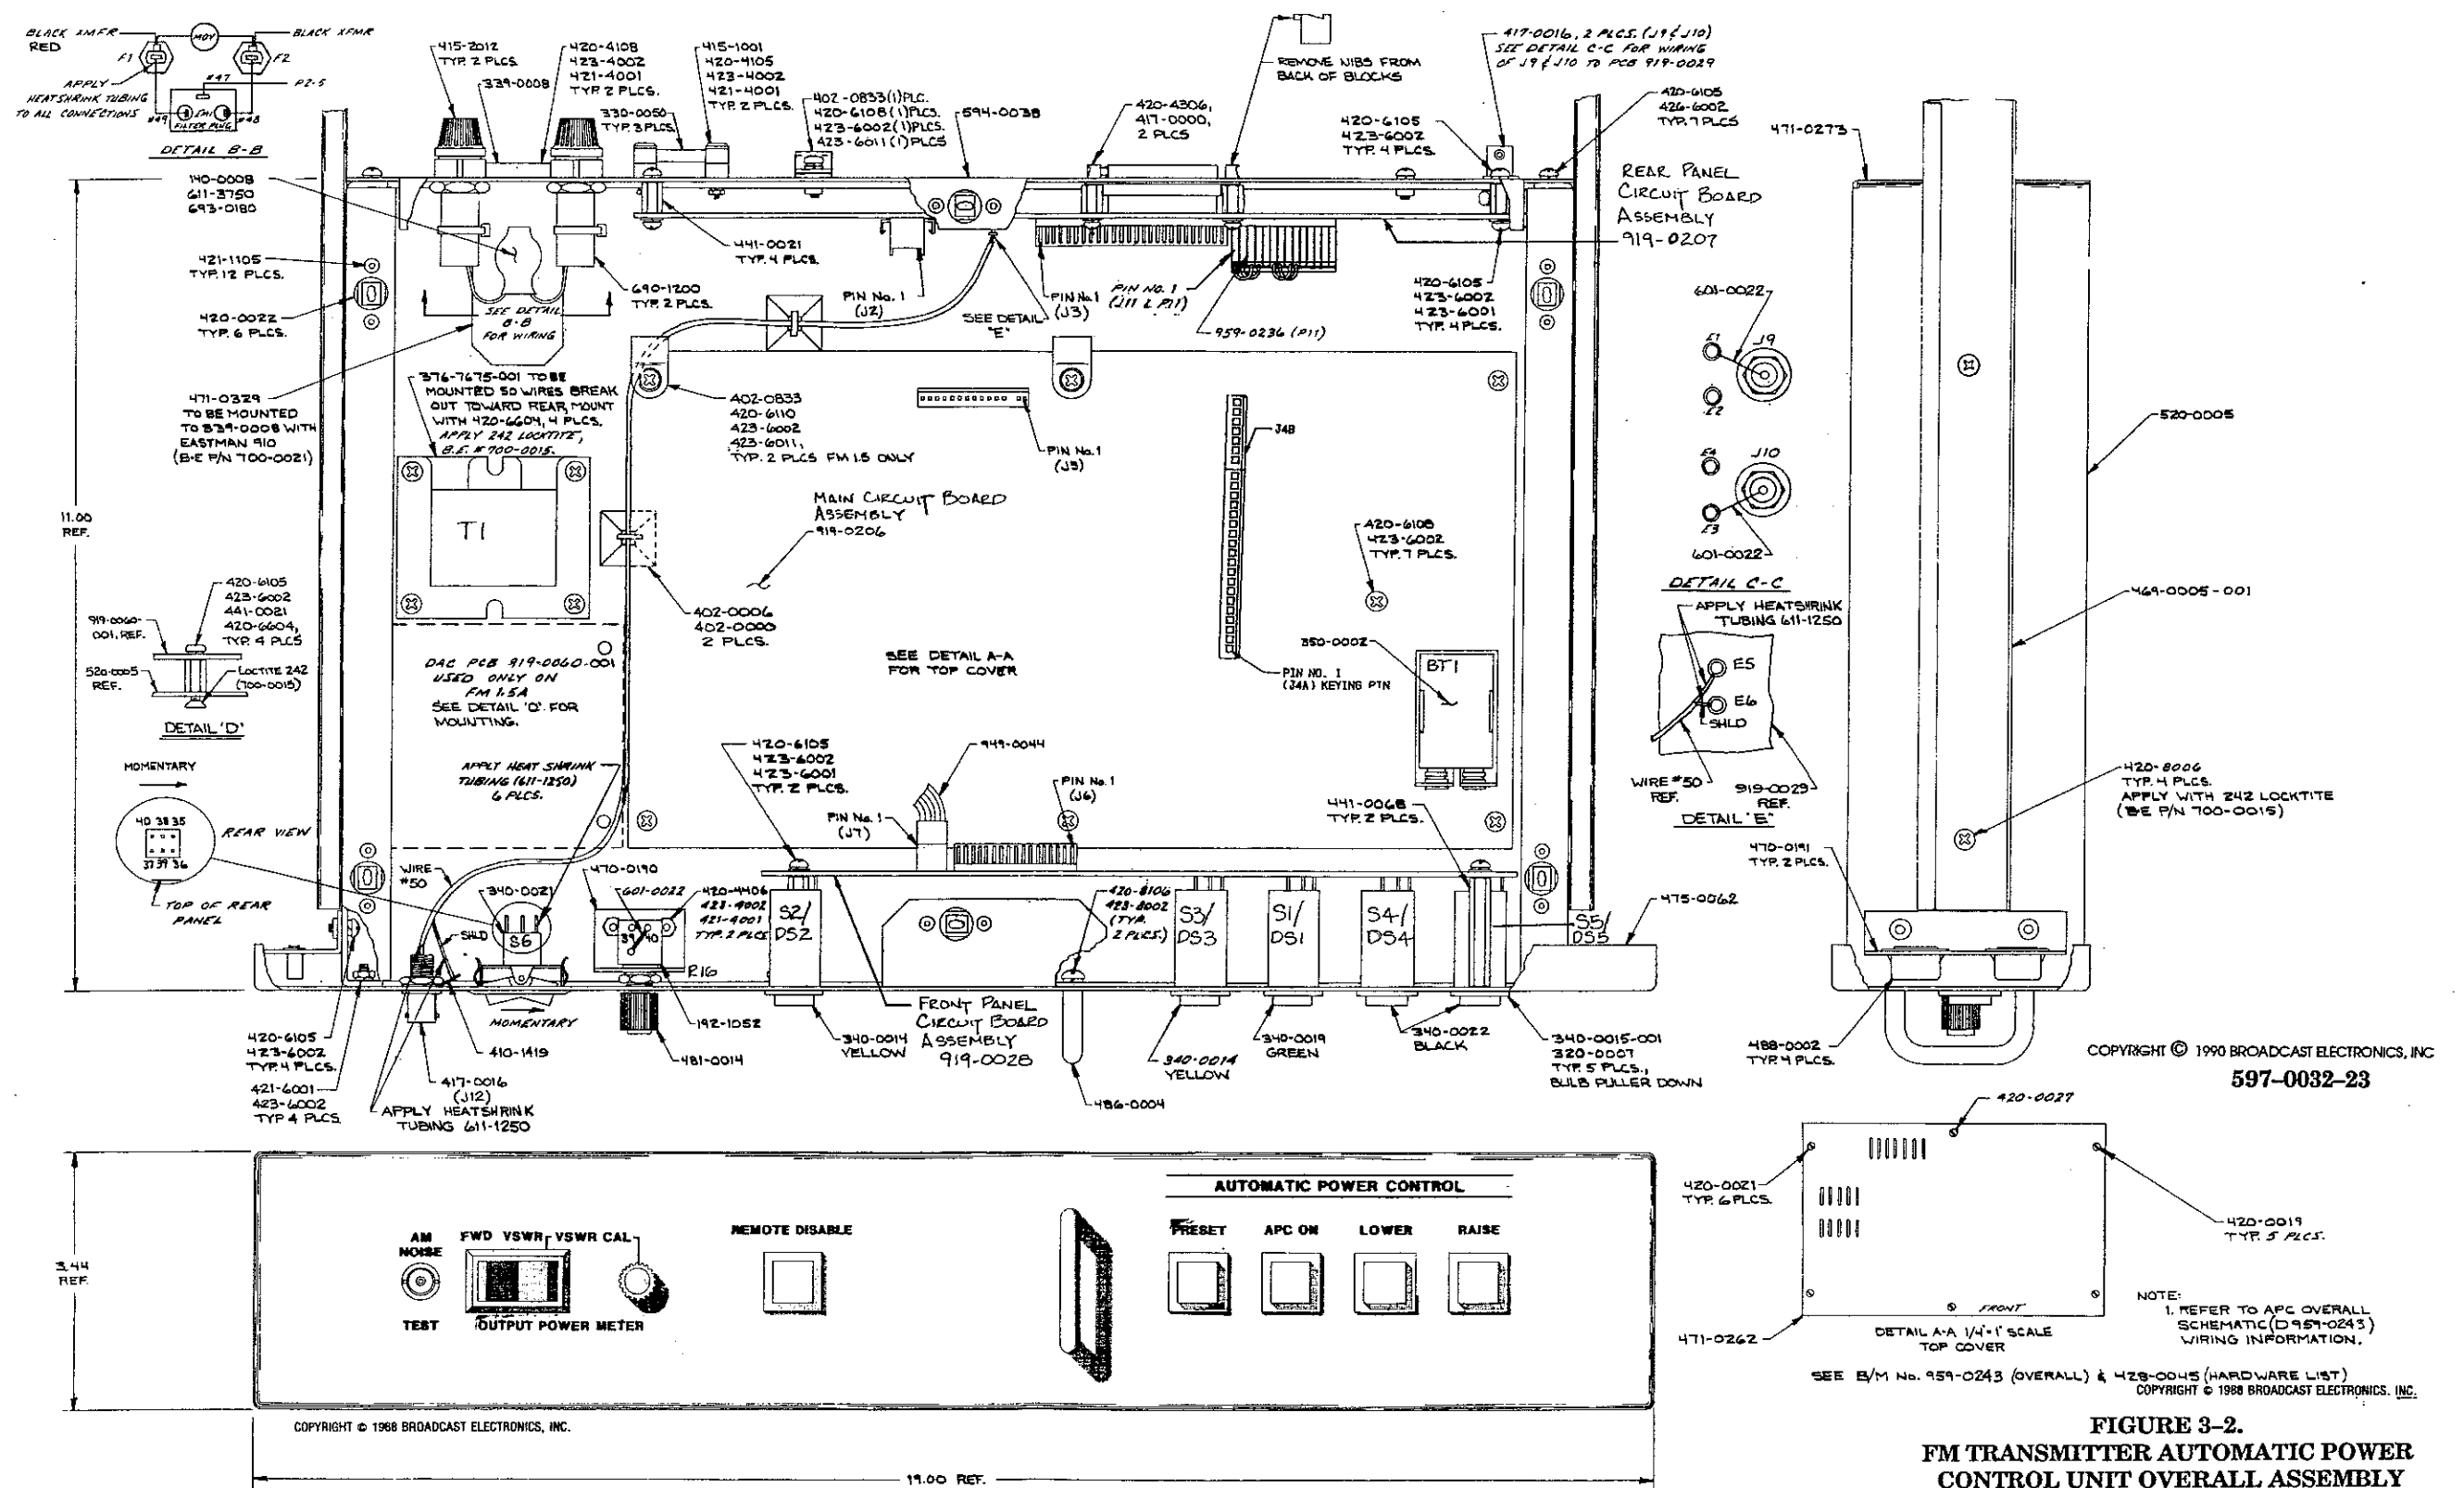 BLACK XMFR
RED
MOV
BLACK XFMR
F1
F2
#47
P2-5
APPLY
HEATSHRINK TUBING
TO ALL CONNECTIONS
#49
EMI
#48
FILTER PLUG
DETAIL B-B
415-2012
TYP. 2 PLCS
339-0008
420-4108
423-4002
421-4001
TYP. 2 PLCS.
330-0050
TYP. 3 PLCS
415-1001
420-4105
423-4002
421-4001
TYP. 2 PLCS.
402-0833(1)PLC.
420-6108(1)PLCS.
423-6002(1)PLCS.
423-6011(1)PLCS
594-0038
REMOVE NIBS FROM
BACK OF BLOCKS
420-4306,
417-0000,
2 PLCS
417-0016, 2 PLCS. (J9 & J10)
SEE DETAIL C-C FOR WIRING
OF J9 & J10 TO PCB 919-0029
420-6105
423-6002
TYP. 4 PLCS.
420-6105
426-6002
TYP. 7 PLCS
471-0273
REAR PANEL
CIRCUIT BOARD
ASSEMBLY
919-0207
140-0008
611-3750
693-0180
421-1105
TYP. 12 PLCS.
420-0022
TYP. 6 PLCS.
441-0021
TYP. 4 PLCS.
690-1200
TYP. 2 PLCS.
SEE DETAIL
B-B
FOR WIRING
PIN No. 1
(J2)
SEE DETAIL
"E"
PIN No. 1
(J3)
PIN NO. 1
(J11 & P11)
959-0236 (P11)
420-6105
423-6002
423-6001
TYP. 4 PLCS.
601-0022
E1
J9
E2
E4
J10
E3
601-0022
DETAIL C-C
520-0005
471-0329
TO BE MOUNTED
TO 339-0008 WITH
EASTMAN 910
(B-E P/N 700-0021)
376-7675-001 TO BE
MOUNTED SO WIRES BREAK
OUT TOWARD REAR, MOUNT
WITH 420-6604, 4 PLCS.
APPLY 242 LOCKTITE,
B.E. # 700-0015.
402-0833
420-6110
423-6002
423-6011,
TYP. 2 PLCS FM 1.5 ONLY
PIN No. 1
(J5)
J4B
11.00
REF.
T1
MAIN CIRCUIT BOARD
ASSEMBLY
919-0206
420-6108
423-6002
TYP. 7 PLCS.
420-6105
423-6002
441-0021
420-6604,
TYP. 4 PLCS
919-0060-
001, REF.
520-0005
REF.
LOCTITE 242
(700-0015)
DETAIL 'D'
402-0006
402-0000
2 PLCS.
DAC PCB 919-0060-001
USED ONLY ON
FM 1.5A
SEE DETAIL 'D' FOR
MOUNTING.
SEE DETAIL A-A
FOR TOP COVER
350-0002
BT1
PIN NO. 1
(J4A) KEYING PIN
APPLY HEATSHRINK
TUBING 611-1250
E5
E6
SHLD
WIRE #50
REF.
919-0029
REF.
DETAIL 'E'
469-0005-001
MOMENTARY
40 38 35
37 39 36
REAR VIEW
TOP OF REAR
PANEL
APPLY HEAT SHRINK
TUBING (611-1250)
6 PLCS.
420-6105
423-6002
423-6001
TYP. 2 PLCS.
949-0044
PIN No. 1
(J7)
PIN No. 1
(J6)
441-0068
TYP. 2 PLCS.
420-8006
TYP. 4 PLCS.
APPLY WITH 242 LOCKTITE
(BE P/N 700-0015)
470-0191
TYP. 2 PLCS.
WIRE
#50
SHLD
340-0021
S6
470-0190
601-0022
39 40
R16
420-4406
423-4002
421-4001
TYP. 2 PLCS
S2/
DS2
420-8106
423-8002
(TYP.
2 PLCS.)
S3/
DS3
S1/
DS1
S4/
DS4
S5/
DS5
475-0062
420-6105
423-6002
TYP. 4 PLCS.
421-6001
423-6002
TYP 4 PLCS.
417-0016
(J12)
APPLY HEATSHRINK
TUBING 611-1250
410-1419
MOMENTARY
481-0014
192-1052
340-0014
YELLOW
FRONT PANEL
CIRCUIT BOARD
ASSEMBLY
919-0028
486-0004
340-0014
YELLOW
340-0019
GREEN
340-0022
BLACK
340-0015-001
320-0007
TYP. 5 PLCS.,
BULB PULLER DOWN
488-0002
TYP. 4 PLCS.
COPYRIGHT © 1990 BROADCAST ELECTRONICS, INC
597-0032-23
3.44
REF.
AM
NOISE
TEST
FWD VSWR VSWR CAL
OUTPUT POWER METER
REMOTE DISABLE
AUTOMATIC POWER CONTROL
PRESET
APC ON
LOWER
RAISE
COPYRIGHT © 1988 BROADCAST ELECTRONICS, INC.
19.00 REF.
420-0027
420-0021
TYP. 6 PLCS.
420-0019
TYP. 5 PLCS.
FRONT
471-0262
DETAIL A-A 1/4"=1" SCALE
TOP COVER
NOTE:
1. REFER TO APC OVERALL
SCHEMATIC (D959-0243)
WIRING INFORMATION.
SEE B/M No. 959-0243 (OVERALL) & 428-0045 (HARDWARE LIST)
COPYRIGHT © 1988 BROADCAST ELECTRONICS. INC.
FIGURE 3-2.
FM TRANSMITTER AUTOMATIC POWER
CONTROL UNIT OVERALL ASSEMBLY